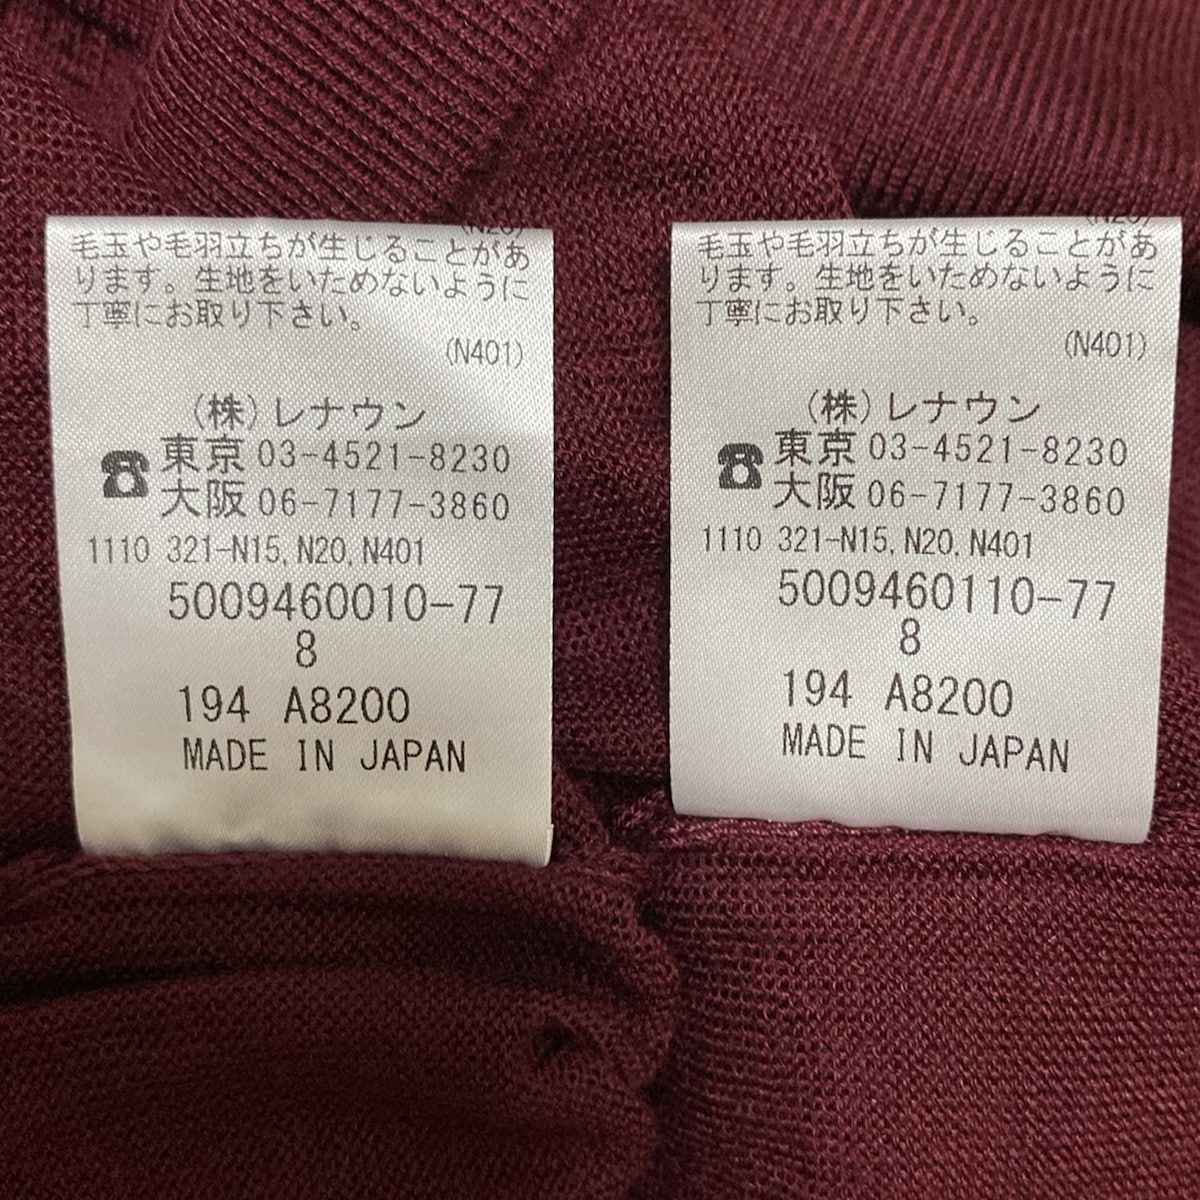 (N20)
毛玉や毛羽立ちが生じることがあ
ります。生地をいためないように
丁寧にお取り下さい。
(N401)
(株)レナウン
☎東京 03-4521-8230
大阪 06-7177-3860
1110 321-N15, N20, N401
5009460010-77
8
194 A8200
MADE IN JAPAN
(N20)
毛玉や毛羽立ちが生じることがあ
ります。生地をいためないように
丁寧にお取り下さい。
(N401)
(株)レナウン
☎東京 03-4521-8230
大阪 06-7177-3860
1110 321-N15, N20, N401
5009460110-77
8
194 A8200
MADE IN JAPAN